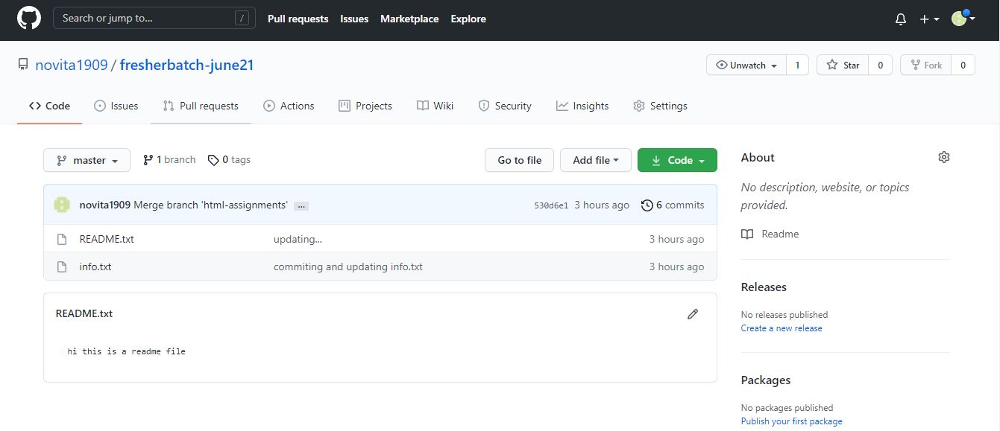 Search or jump to... /
Pull requests Issues Marketplace Explore
novita1909 / fresherbatch-june21
Unwatch 1 Star 0 Fork 0
Code Issues Pull requests Actions Projects Wiki Security Insights Settings
master 1 branch 0 tags Go to file Add file Code
novita1909 Merge branch 'html-assignments' ... 530d6e1 3 hours ago 6 commits
README.txt updating... 3 hours ago
info.txt commiting and updating info.txt 3 hours ago
README.txt
hi this is a readme file
About
No description, website, or topics
provided.
Readme
Releases
No releases published
Create a new release
Packages
No packages published
Publish your first package